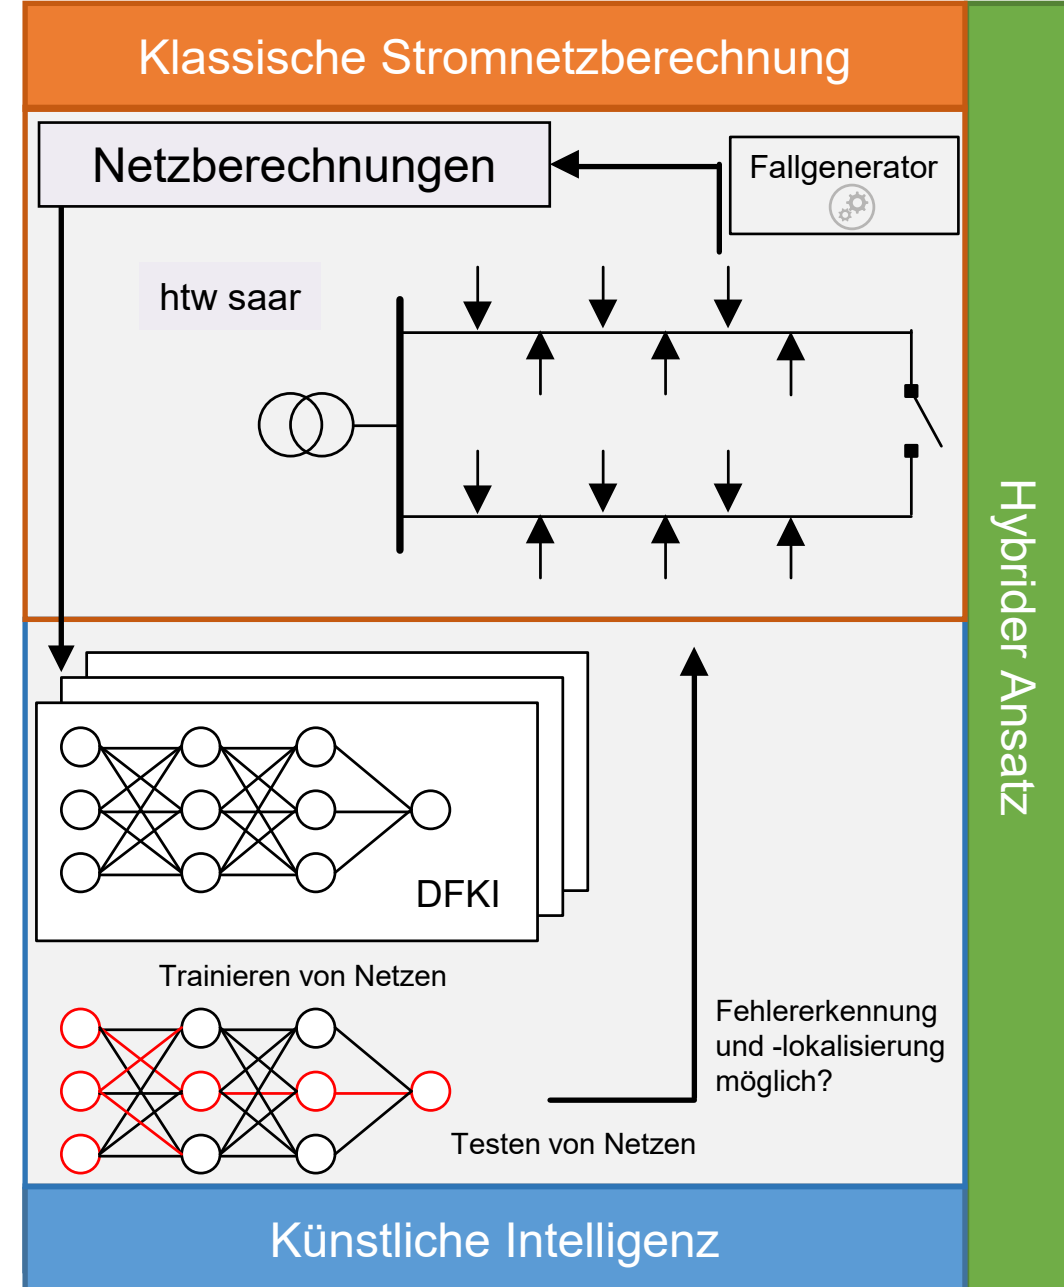 Klassische Stromnetzberechnung
Netzberechnungen
Fallgenerator
htw saar
Hybrider Ansatz
DFKI
Trainieren von Netzen
Fehlererkennung
und -lokalisierung
möglich?
Testen von Netzen
Künstliche Intelligenz